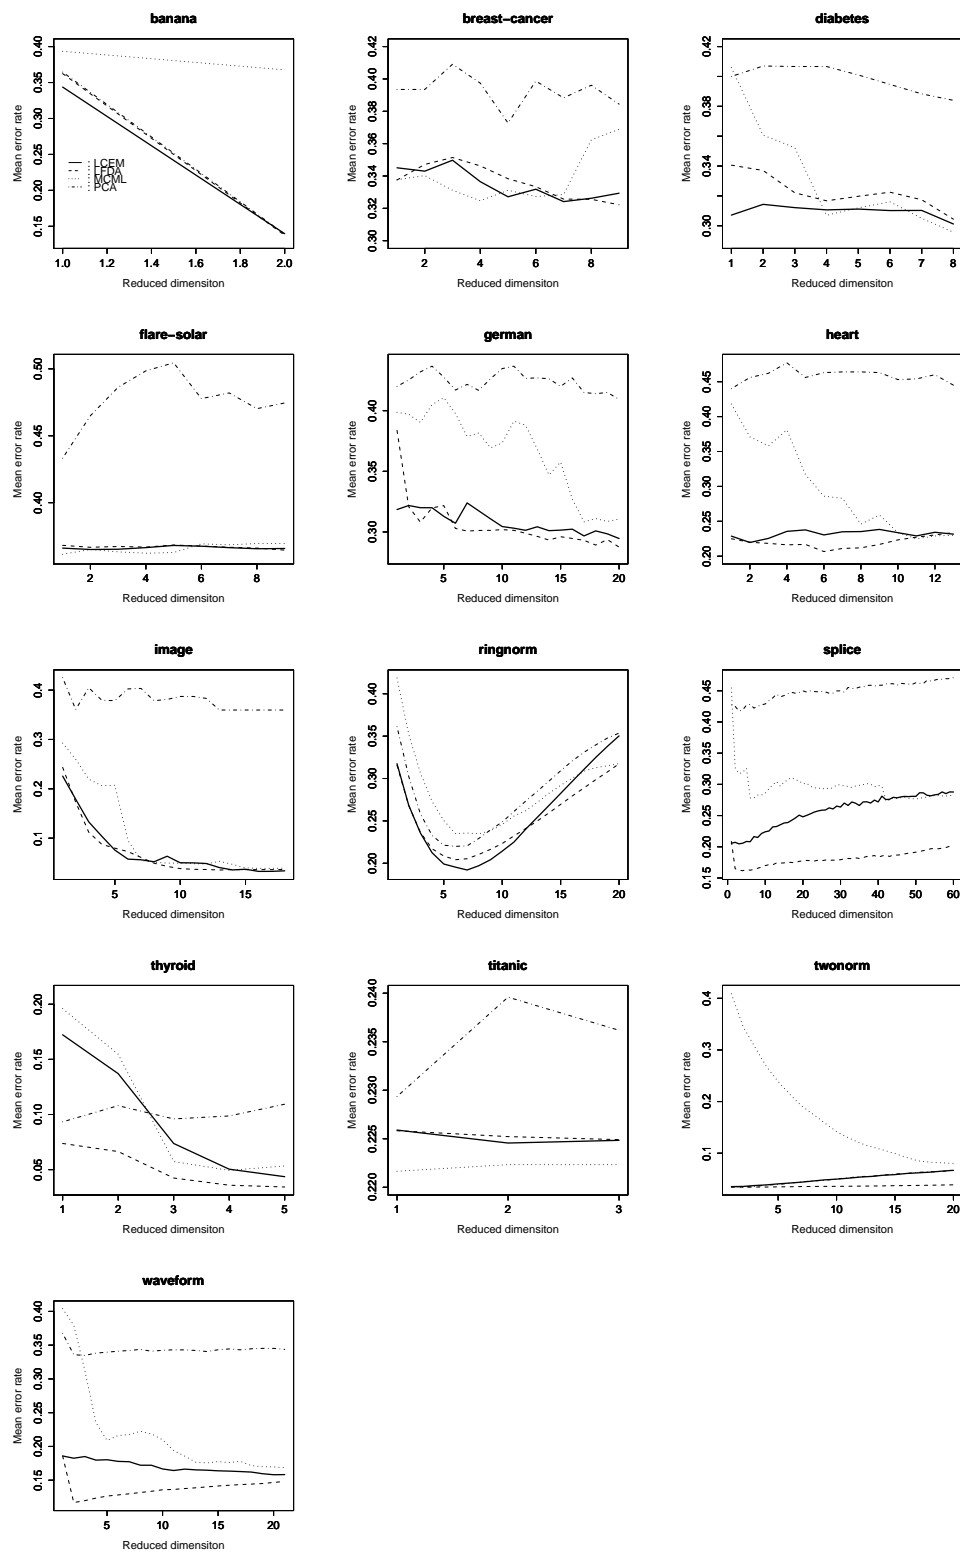 banana
Mean error rate
0.15 0.20 0.25 0.30 0.35 0.40
LCEM
LFDA
MCML
PCA
1.0 1.2 1.4 1.6 1.8 2.0
Reduced dimensiton
breast−cancer
Mean error rate
0.30 0.32 0.34 0.36 0.38 0.40 0.42
2 4 6 8
Reduced dimensiton
diabetes
Mean error rate
0.30 0.34 0.38 0.42
1 2 3 4 5 6 7 8
Reduced dimensiton
flare−solar
Mean error rate
0.40 0.45 0.50
2 4 6 8
Reduced dimensiton
german
Mean error rate
0.30 0.35 0.40
5 10 15 20
Reduced dimensiton
heart
Mean error rate
0.20 0.25 0.30 0.35 0.40 0.45
2 4 6 8 10 12
Reduced dimensiton
image
Mean error rate
0.1 0.2 0.3 0.4
5 10 15
Reduced dimensiton
ringnorm
Mean error rate
0.20 0.25 0.30 0.35 0.40
5 10 15 20
Reduced dimensiton
splice
Mean error rate
0.15 0.20 0.25 0.30 0.35 0.40 0.45
0 10 20 30 40 50 60
Reduced dimensiton
thyroid
Mean error rate
0.05 0.10 0.15 0.20
1 2 3 4 5
Reduced dimensiton
titanic
Mean error rate
0.220 0.225 0.230 0.235 0.240
1 2 3
Reduced dimensiton
twonorm
Mean error rate
0.1 0.2 0.3 0.4
5 10 15 20
Reduced dimensiton
waveform
Mean error rate
0.15 0.20 0.25 0.30 0.35 0.40
5 10 15 20
Reduced dimensiton